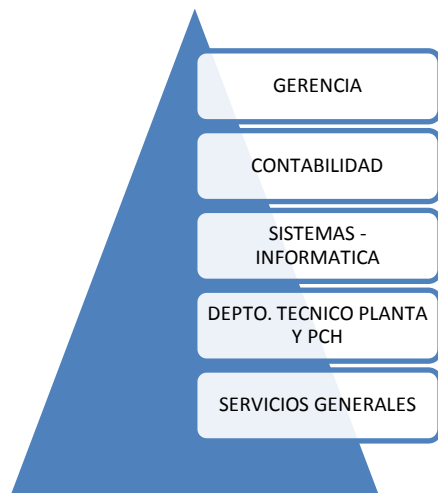 GERENCIA
CONTABILIDAD
SISTEMAS -
INFORMATICA
DEPTO. TECNICO PLANTA
Y PCH
SERVICIOS GENERALES